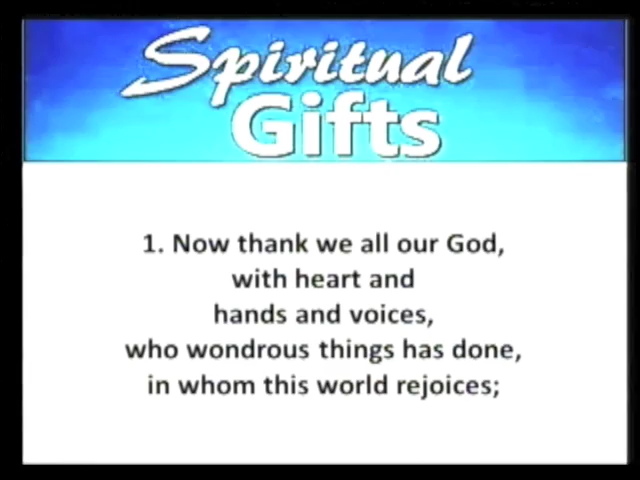 Spiritual
Gifts
1. Now thank we all our God,
with heart and
hands and voices,
who wondrous things has done,
in whom this world rejoices;